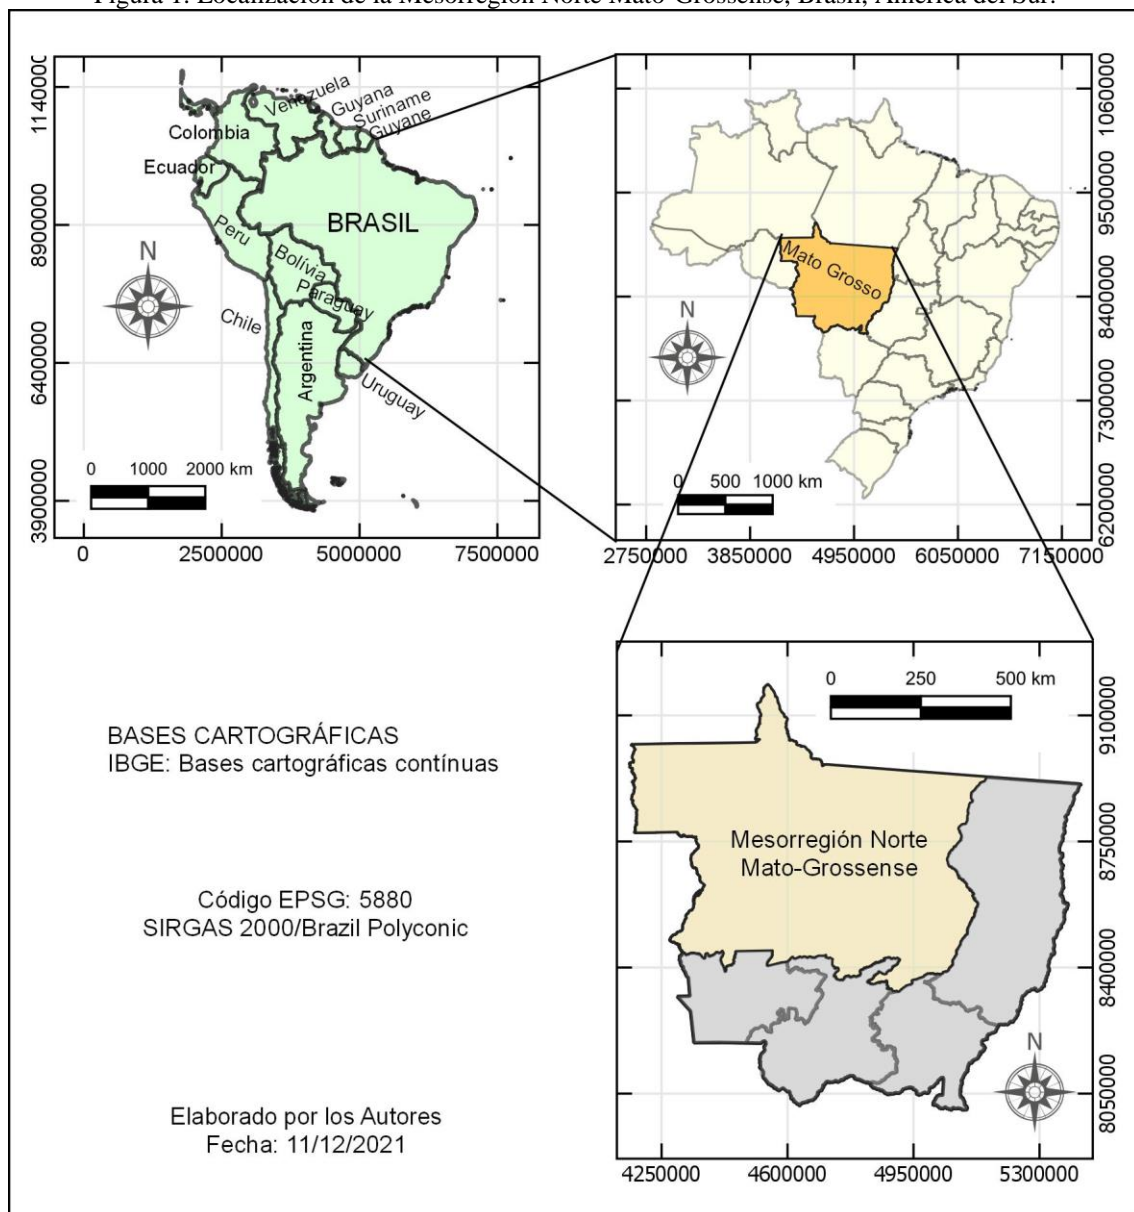 Figura 1. Localización de la Mesorregión Norte Mato-Grossense, Brasil, América del Sur.
1140000
8900000
6400000
3900000
0
2500000
5000000
7500000
Venezuela
Guyana
Suriname
Guyane
Colombia
Ecuador
BRASIL
Peru
Bolívia
Paraguay
Chile
Argentina
Uruguay
N
0 1000 2000 km
1060000
9500000
8400000
7300000
6200000
2750000
3850000
4950000
6050000
7150000
Mato Grosso
N
0 500 1000 km
BASES CARTOGRÁFICAS
IBGE: Bases cartográficas contínuas
Código EPSG: 5880
SIRGAS 2000/Brazil Polyconic
Elaborado por los Autores
Fecha: 11/12/2021
0 250 500 km
Mesorregión Norte
Mato-Grossense
N
9100000
8750000
8400000
8050000
4250000
4600000
4950000
5300000